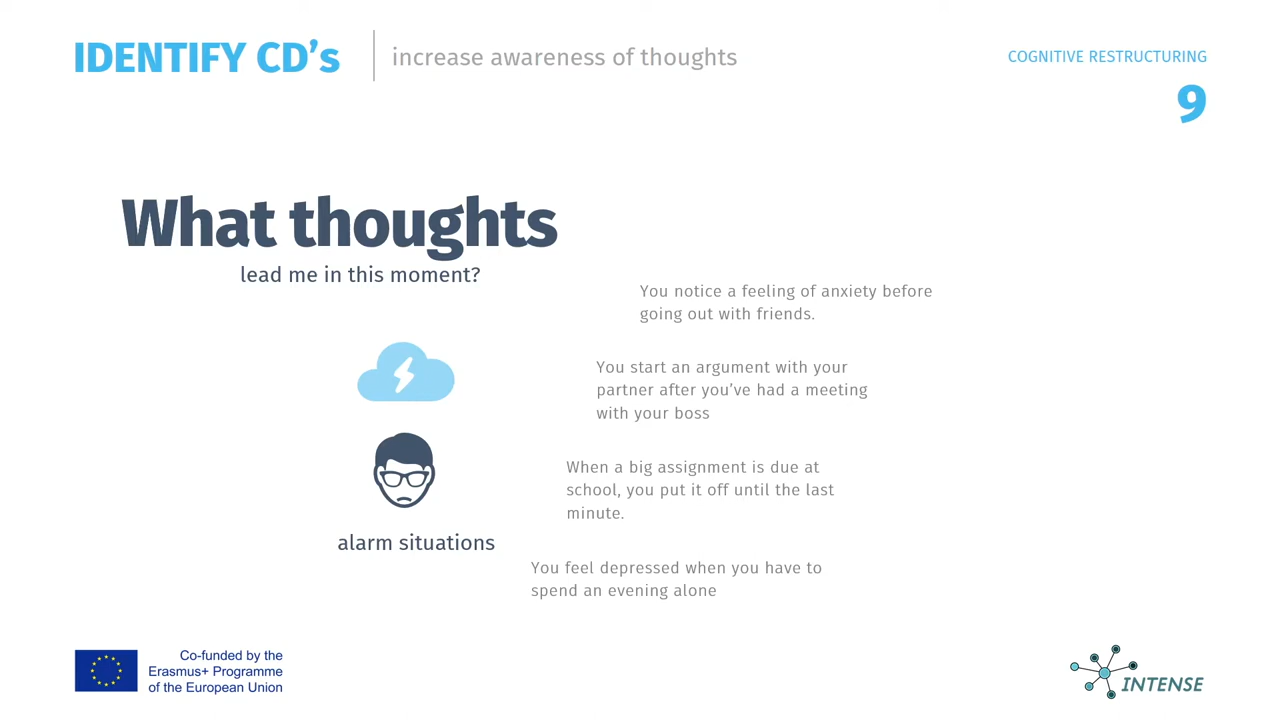 IDENTIFY CD’s
increase awareness of thoughts
COGNITIVE RESTRUCTURING
9
What thoughts
lead me in this moment?
You notice a feeling of anxiety before
going out with friends.
You start an argument with your
partner after you’ve had a meeting
with your boss
When a big assignment is due at
school, you put it off until the last
minute.
alarm situations
You feel depressed when you have to
spend an evening alone
Co-funded by the
Erasmus+ Programme
of the European Union
INTENSE